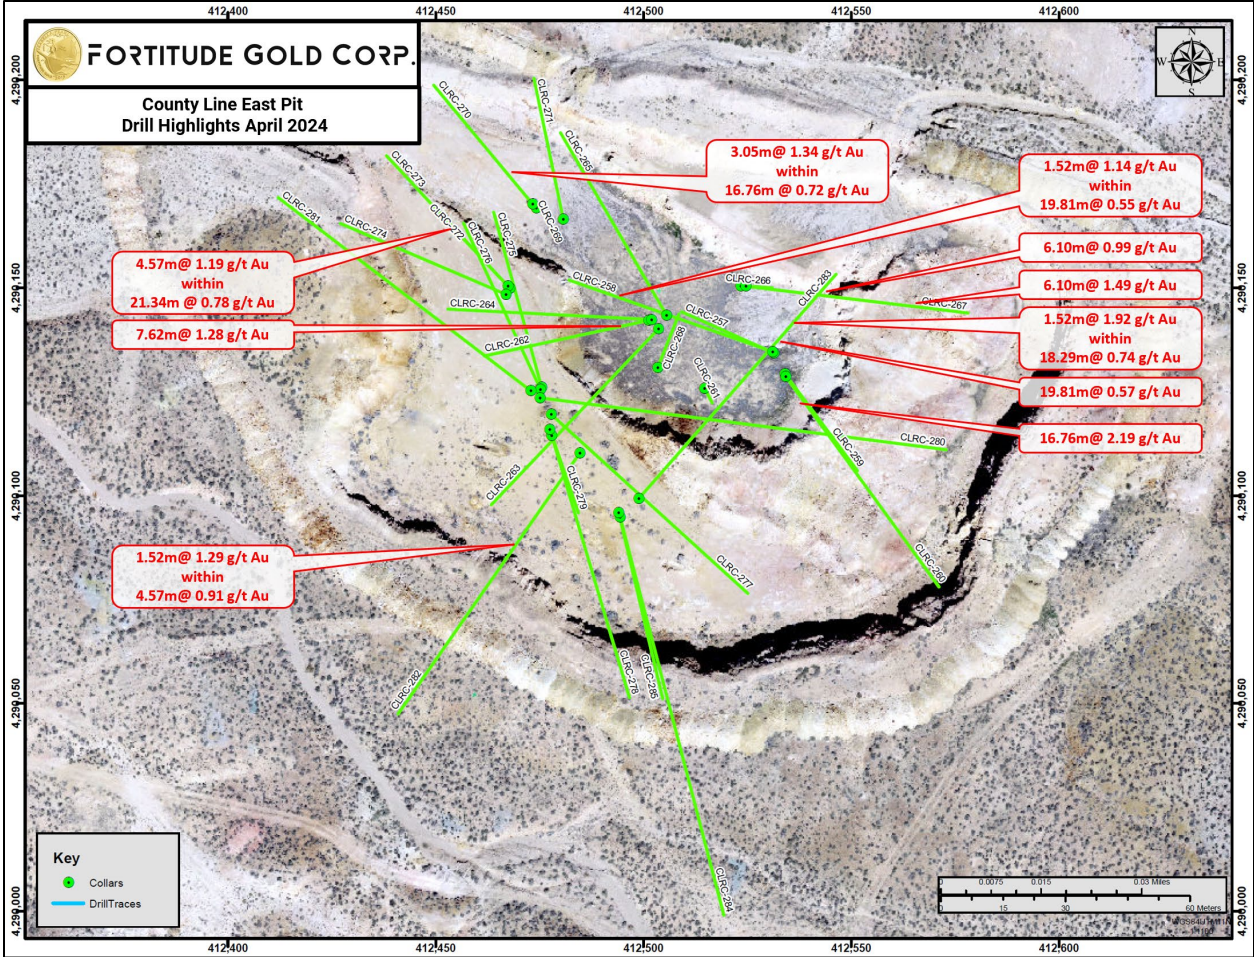 412,400
412,450
412,500
412,550
412,600
FORTITUDE GOLD CORP.
County Line East Pit
Drill Highlights April 2024
N
W
E
S
4,290,200
4,290,200
4,290,150
4,290,150
4,290,100
4,290,100
4,290,050
4,290,050
4,290,000
4,290,000
3.05m@ 1.34 g/t Au
within
16.76m @ 0.72 g/t Au
1.52m@ 1.14 g/t Au
within
19.81m@ 0.55 g/t Au
6.10m@ 0.99 g/t Au
6.10m@ 1.49 g/t Au
1.52m@ 1.92 g/t Au
within
18.29m@ 0.74 g/t Au
19.81m@ 0.57 g/t Au
16.76m@ 2.19 g/t Au
4.57m@ 1.19 g/t Au
within
21.34m @ 0.78 g/t Au
7.62m@ 1.28 g/t Au
1.52m@ 1.29 g/t Au
within
4.57m@ 0.91 g/t Au
CLRC-270
CLRC-271
CLRC-265
CLRC-273
CLRC-281
CLRC-274
CLRC-272
CLRC-276
CLRC-275
CLRC-269
CLRC-258
CLRC-266
CLRC-283
CLRC-267
CLRC-264
CLRC-257
CLRC-262
CLRC-268
CLRC-261
CLRC-280
CLRC-259
CLRC-263
CLRC-279
CLRC-277
CLRC-260
CLRC-282
CLRC-278
CLRC-285
CLRC-284
Key
Collars
DrillTraces
0
0.0075
0.015
0.03 Miles
0
15
30
60 Meters
412,400
412,450
412,500
412,550
412,600